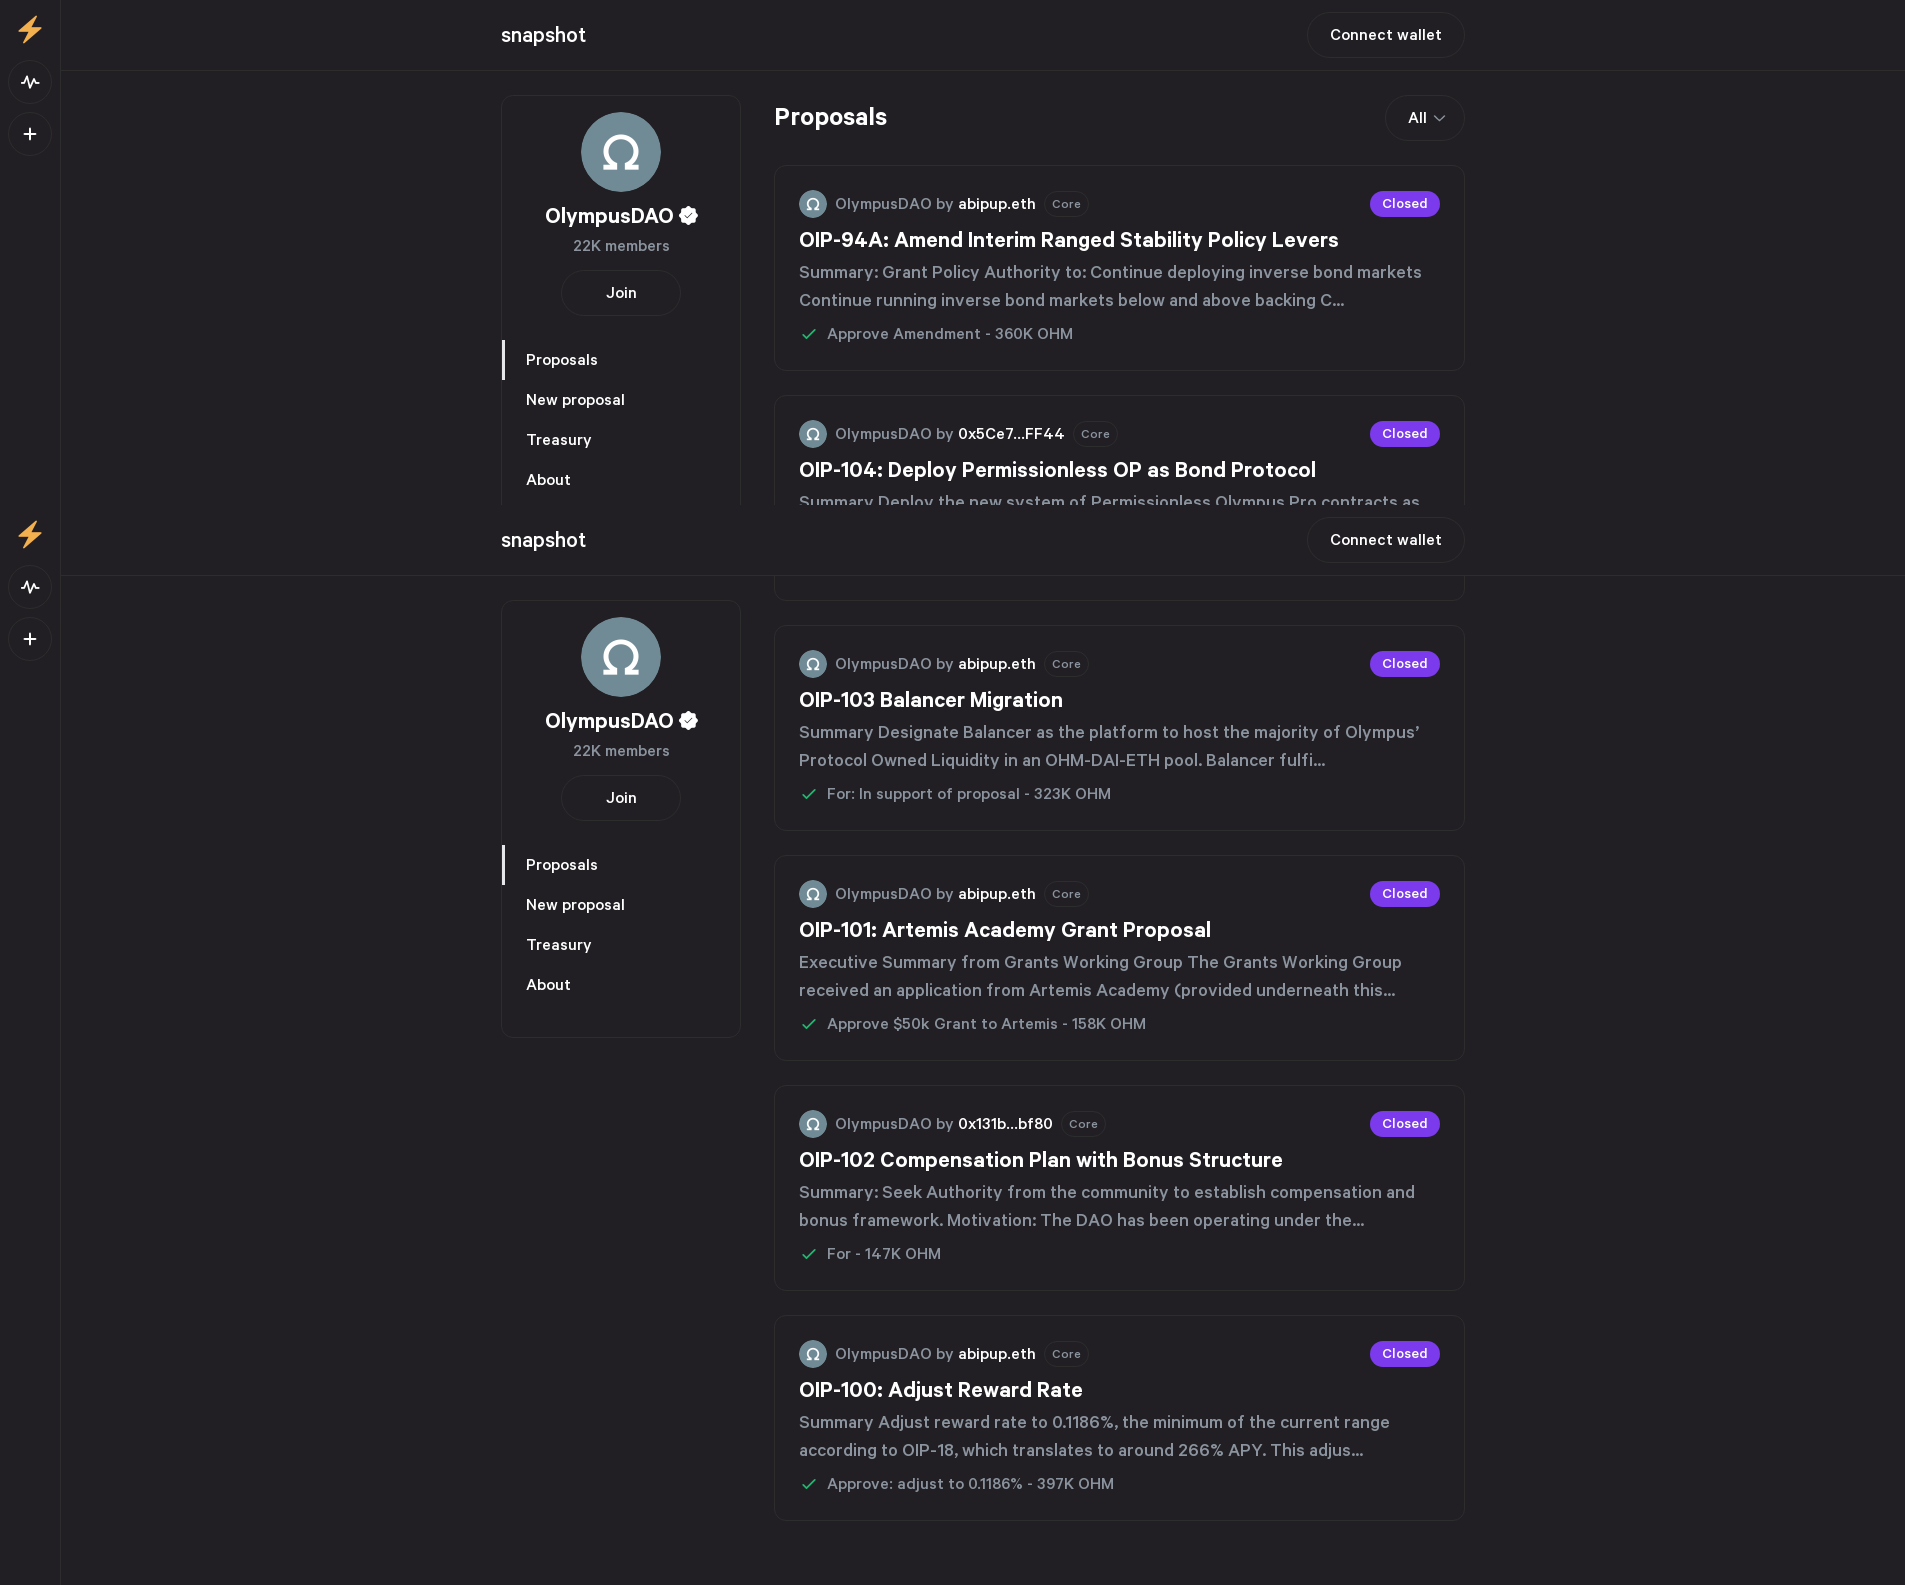 snapshot
Connect wallet
OlympusDAO
22K members
Join
Proposals
New proposal
Treasury
About
Proposals
All
OlympusDAO by abipup.eth Core
Closed
OIP-94A: Amend Interim Ranged Stability Policy Levers
Summary: Grant Policy Authority to: Continue deploying inverse bond markets
Continue running inverse bond markets below and above backing C...
Approve Amendment - 360K OHM
OlympusDAO by 0x5Ce7...FF44 Core
Closed
OIP-104: Deploy Permissionless OP as Bond Protocol
Summary Deploy the new system of Permissionless Olympus Pro contracts as
snapshot
Connect wallet
OlympusDAO
22K members
Join
Proposals
New proposal
Treasury
About
OlympusDAO by abipup.eth Core
Closed
OIP-103 Balancer Migration
Summary Designate Balancer as the platform to host the majority of Olympus’
Protocol Owned Liquidity in an OHM-DAI-ETH pool. Balancer fulfi...
For: In support of proposal - 323K OHM
OlympusDAO by abipup.eth Core
Closed
OIP-101: Artemis Academy Grant Proposal
Executive Summary from Grants Working Group The Grants Working Group
received an application from Artemis Academy (provided underneath this...
Approve $50k Grant to Artemis - 158K OHM
OlympusDAO by 0x131b...bf80 Core
Closed
OIP-102 Compensation Plan with Bonus Structure
Summary: Seek Authority from the community to establish compensation and
bonus framework. Motivation: The DAO has been operating under the...
For - 147K OHM
OlympusDAO by abipup.eth Core
Closed
OIP-100: Adjust Reward Rate
Summary Adjust reward rate to 0.1186%, the minimum of the current range
according to OIP-18, which translates to around 266% APY. This adjus...
Approve: adjust to 0.1186% - 397K OHM